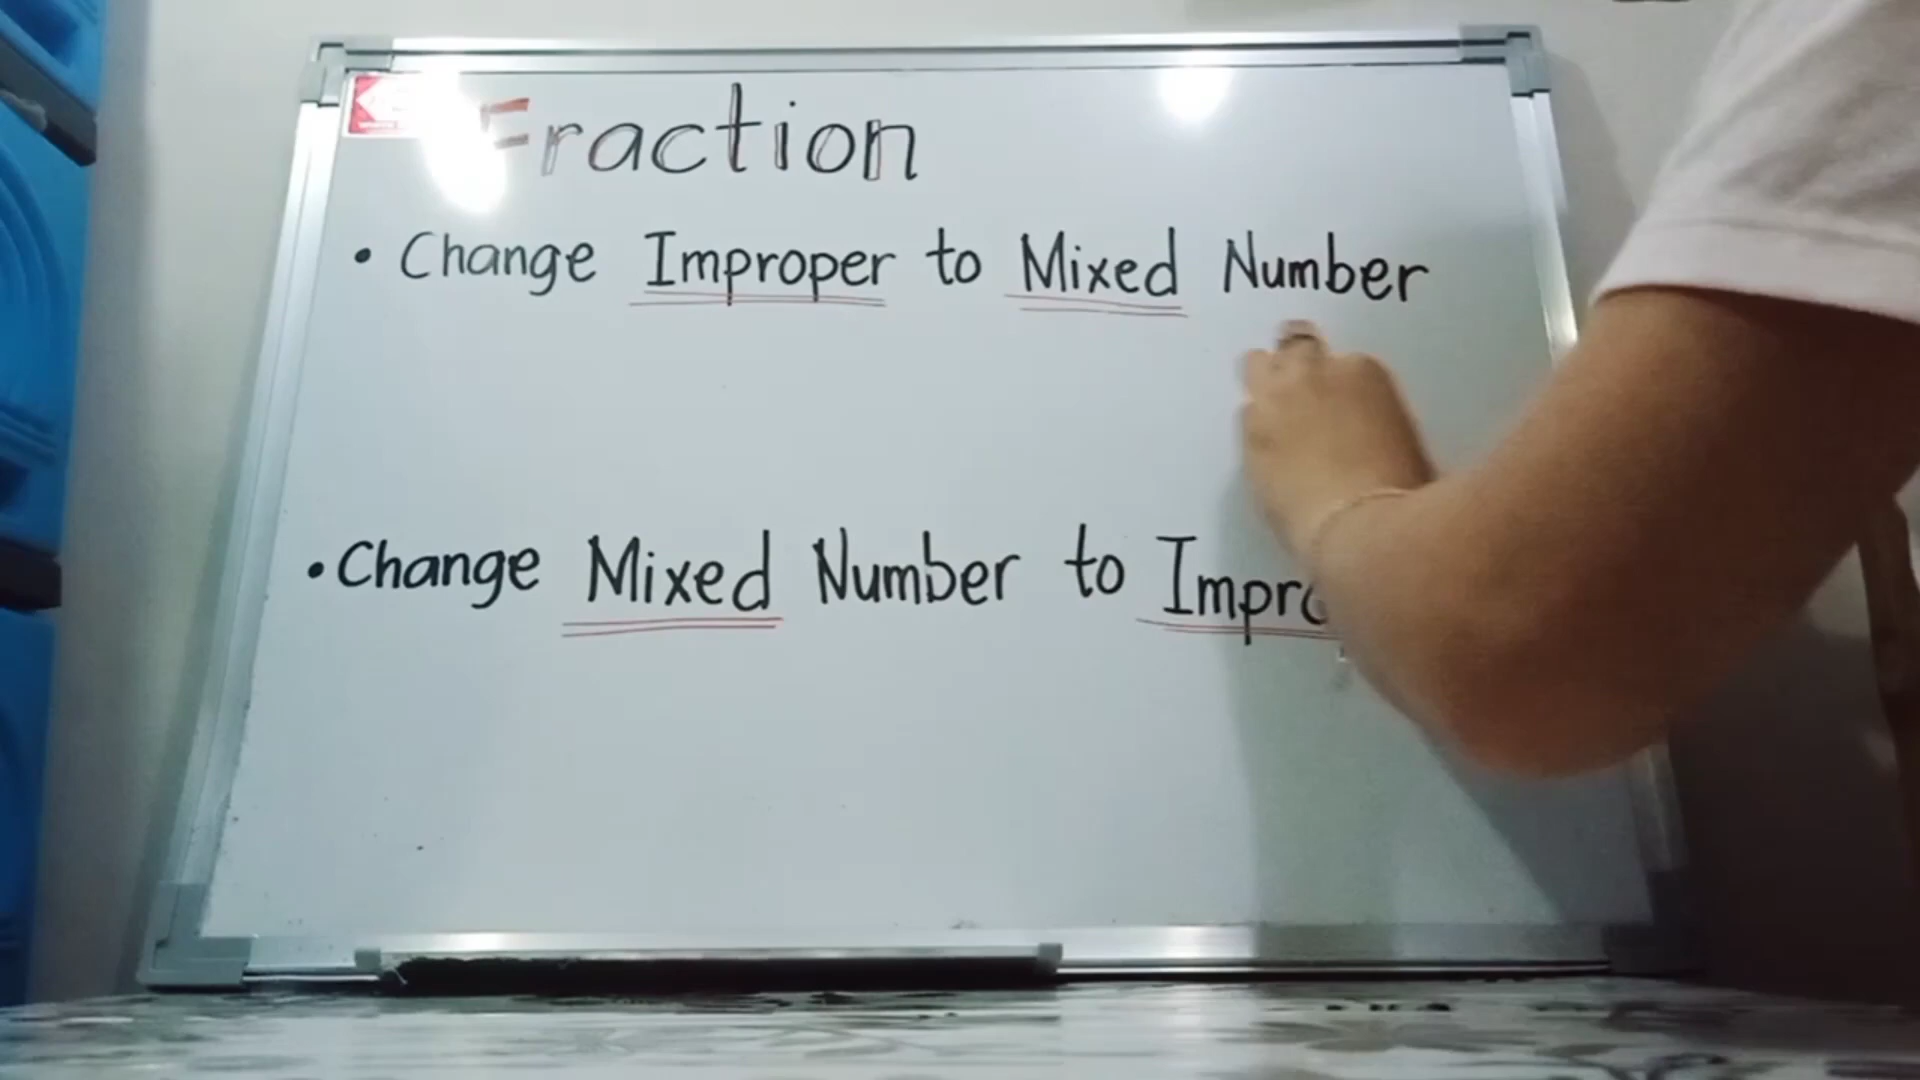 Fraction
• Change Improper to Mixed Number
• Change Mixed Number to Impro